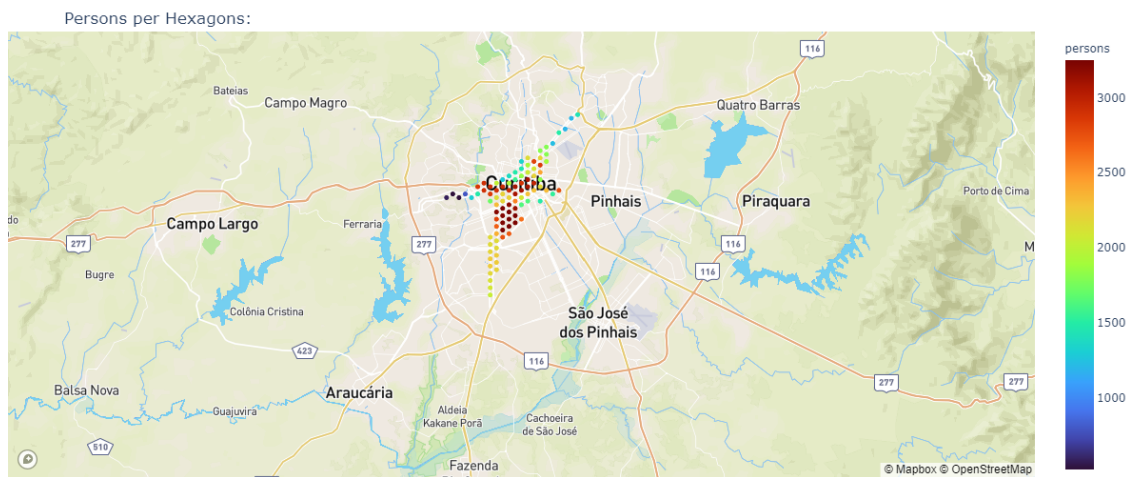 Persons per Hexagons:
persons
116
Bateias
Campo Magro
Quatro Barras
3000
2500
Curitiba
Porto de Cima
Pinhais
Piraquara
Campo Largo
Ferraria
do
277
277
116
M
2000
Bugre
116
Colônia Cristina
São José
dos Pinhais
1500
423
116
277
277
Balsa Nova
Araucária
1000
Guajuvira
Aldeia
Kakane Porã
Cachoeira
de São José
510
Fazenda
© Mapbox © OpenStreetMap